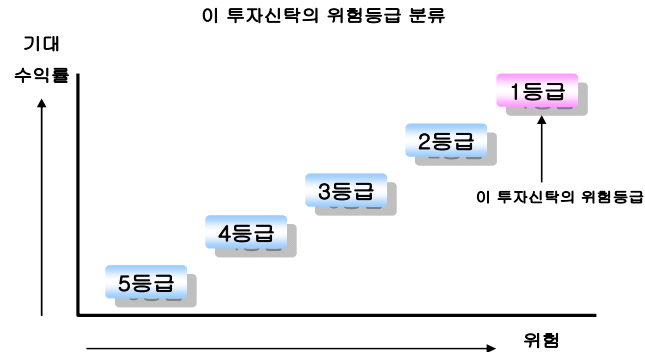 이 투자신탁의 위험등급 분류
기대
수익률
1등급
2등급
3등급
이 투자신탁의 위험등급
4등급
5등급
위험